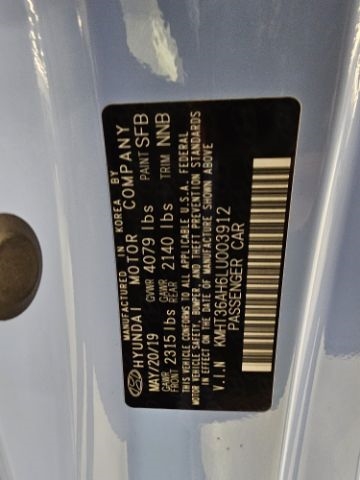 MANUFACTURED IN KOREA BY
HYUNDAI MOTOR COMPANY
MAY/20/19 GVWR 4079 lbs PAINT SFB
GAWR FRONT 2315 lbs GAWR REAR 2140 lbs TRIM NNB
THIS VEHICLE CONFORMS TO ALL APPLICABLE U.S.A. FEDERAL
MOTOR VEHICLE SAFETY, BUMPER, AND THEFT PREVENTION STANDARDS
IN EFFECT ON THE DATE OF MANUFACTURE SHOWN ABOVE
V.I.N KMHT36AH6LU003912
PASSENGER CAR